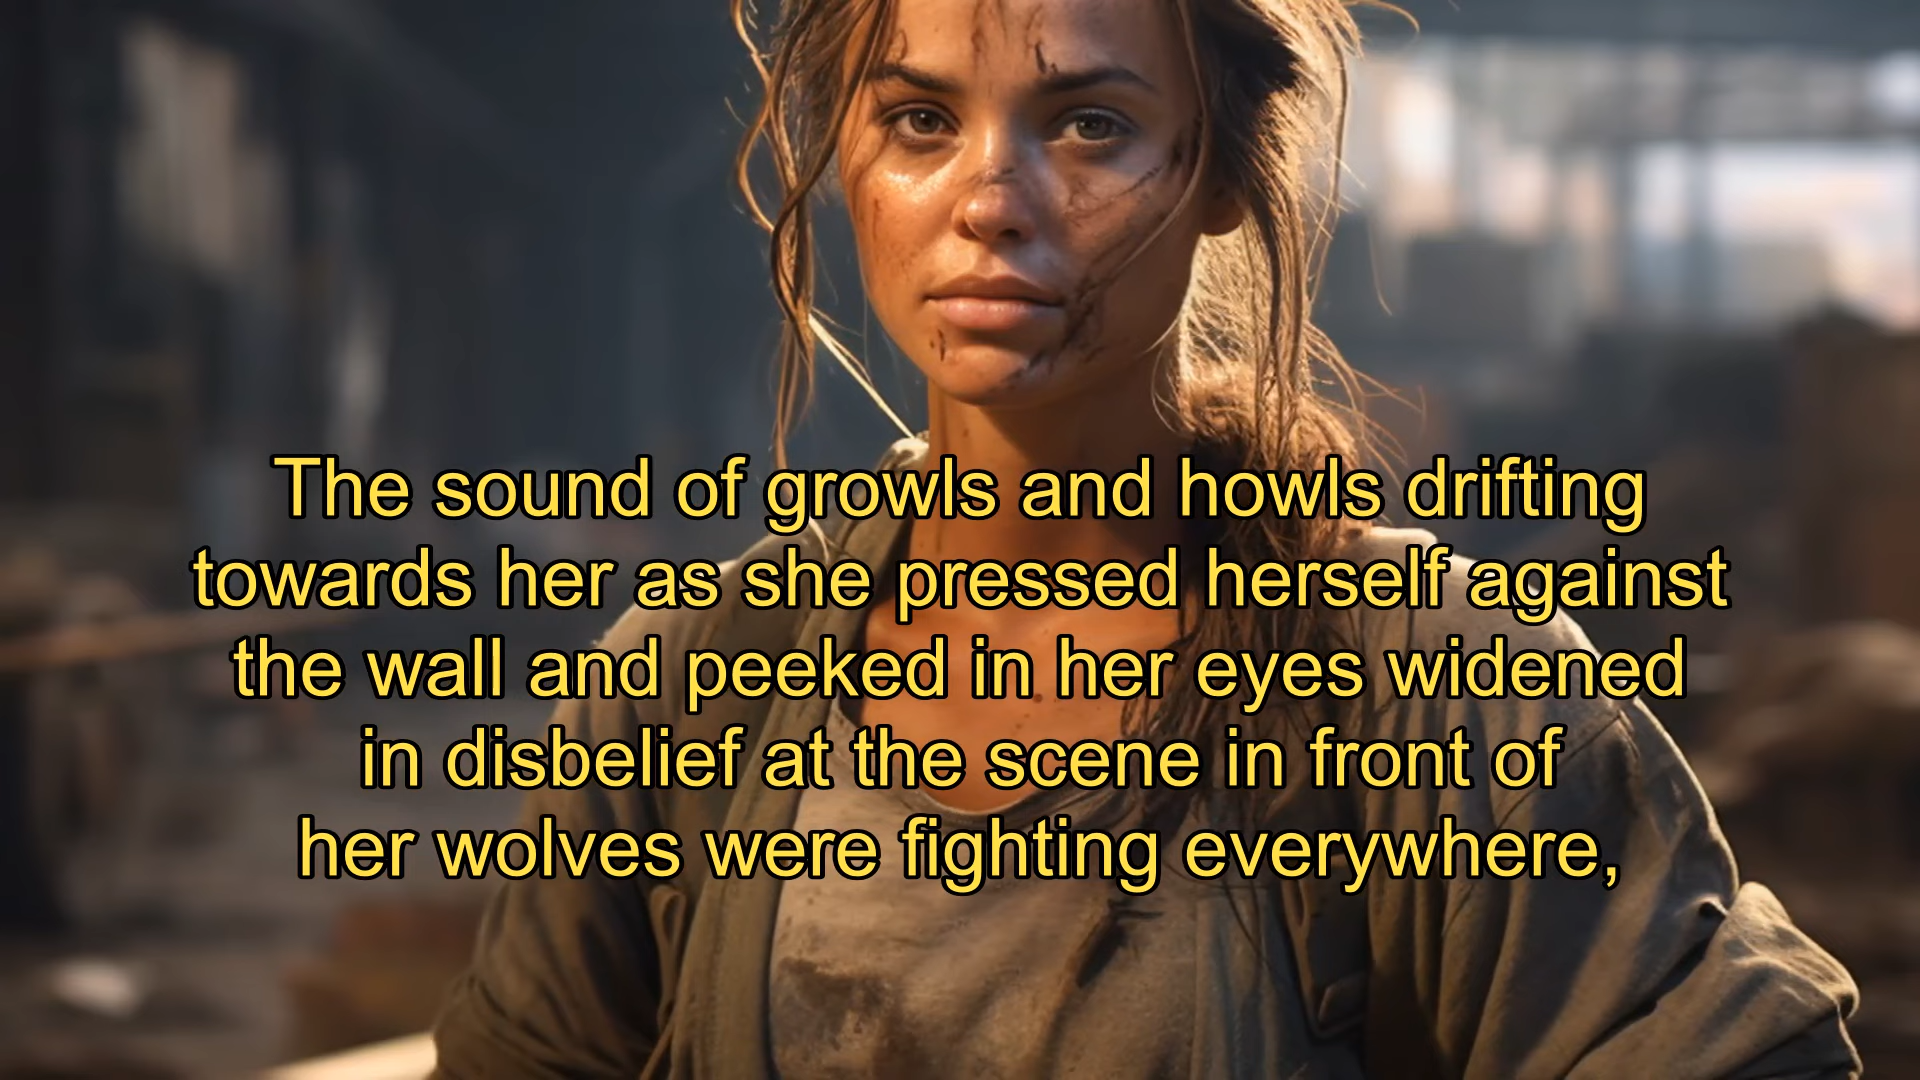 The sound of growls and howls drifting
towards her as she pressed herself against
the wall and peeked in her eyes widened
in disbelief at the scene in front of
her wolves were fighting everywhere,